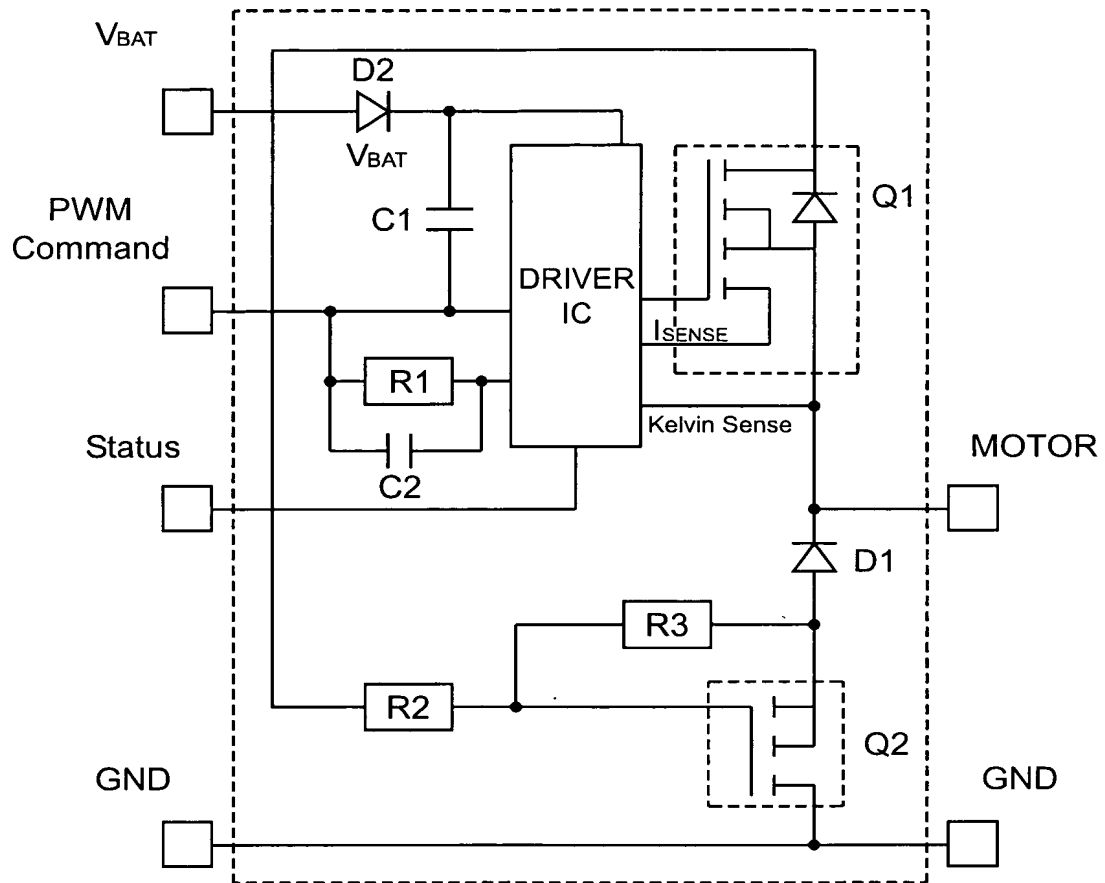 VBAT
D2
VBAT
PWM
Command
C1
DRIVER
IC
Q1
ISENSE
R1
Kelvin Sense
Status
C2
MOTOR
D1
R3
R2
Q2
GND
GND